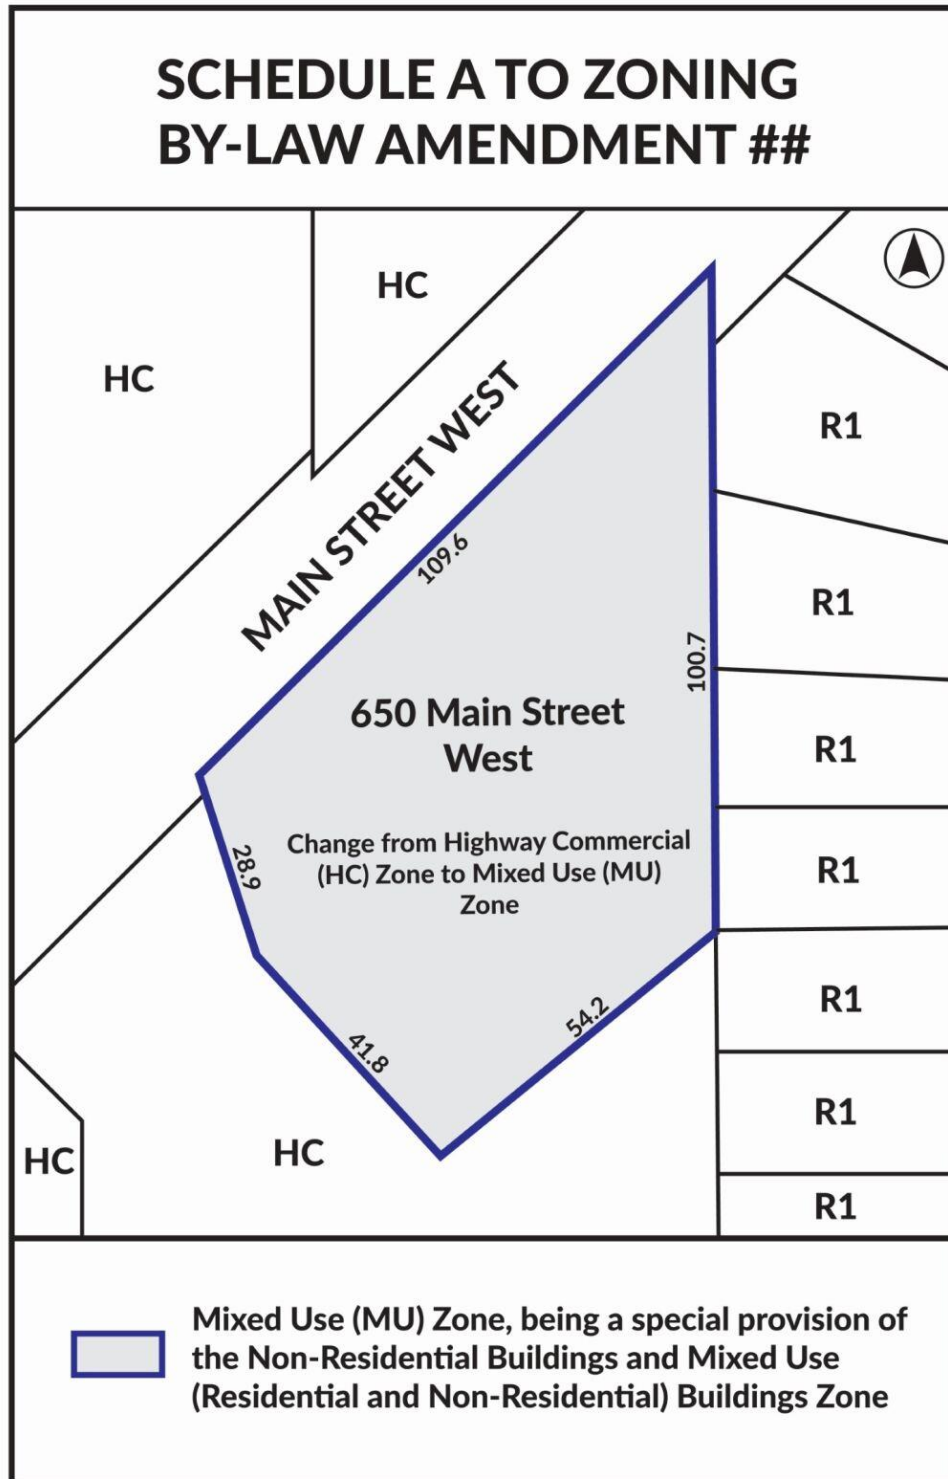 SCHEDULE A TO ZONING
BY-LAW AMENDMENT ##
HC
HC
MAIN STREET WEST
109.6
R1
R1
100.7
650 Main Street
West
R1
Change from Highway Commercial
(HC) Zone to Mixed Use (MU)
Zone
28.9
R1
54.2
R1
41.8
R1
HC
HC
R1
Mixed Use (MU) Zone, being a special provision of
the Non-Residential Buildings and Mixed Use
(Residential and Non-Residential) Buildings Zone